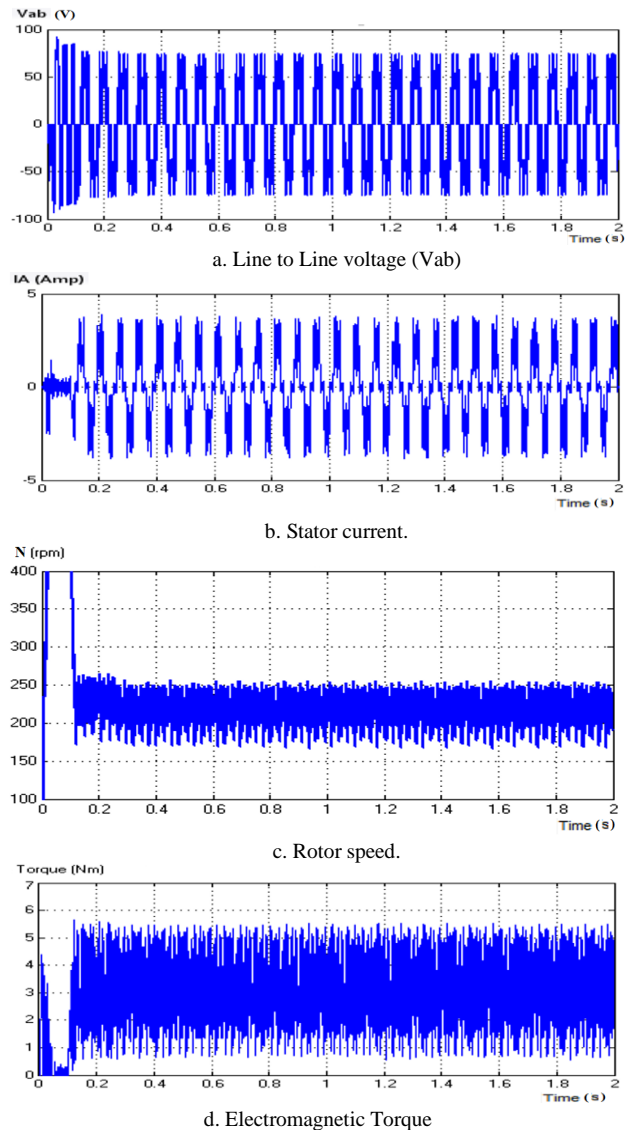 Vab (V)
100
50
0
-50
-100
0 0.2 0.4 0.6 0.8 1 1.2 1.4 1.6 1.8 2
Time (s)
a. Line to Line voltage (Vab)
IA (Amp)
5
0
-5
0 0.2 0.4 0.6 0.8 1 1.2 1.4 1.6 1.8 2
Time (s)
b. Stator current.
N (rpm)
400
350
300
250
200
150
100
0 0.2 0.4 0.6 0.8 1 1.2 1.4 1.6 1.8 2
Time (s)
c. Rotor speed.
Torque (Nm)
7
6
5
4
3
2
1
0
0 0.2 0.4 0.6 0.8 1 1.2 1.4 1.6 1.8 2
Time (s)
d. Electromagnetic Torque